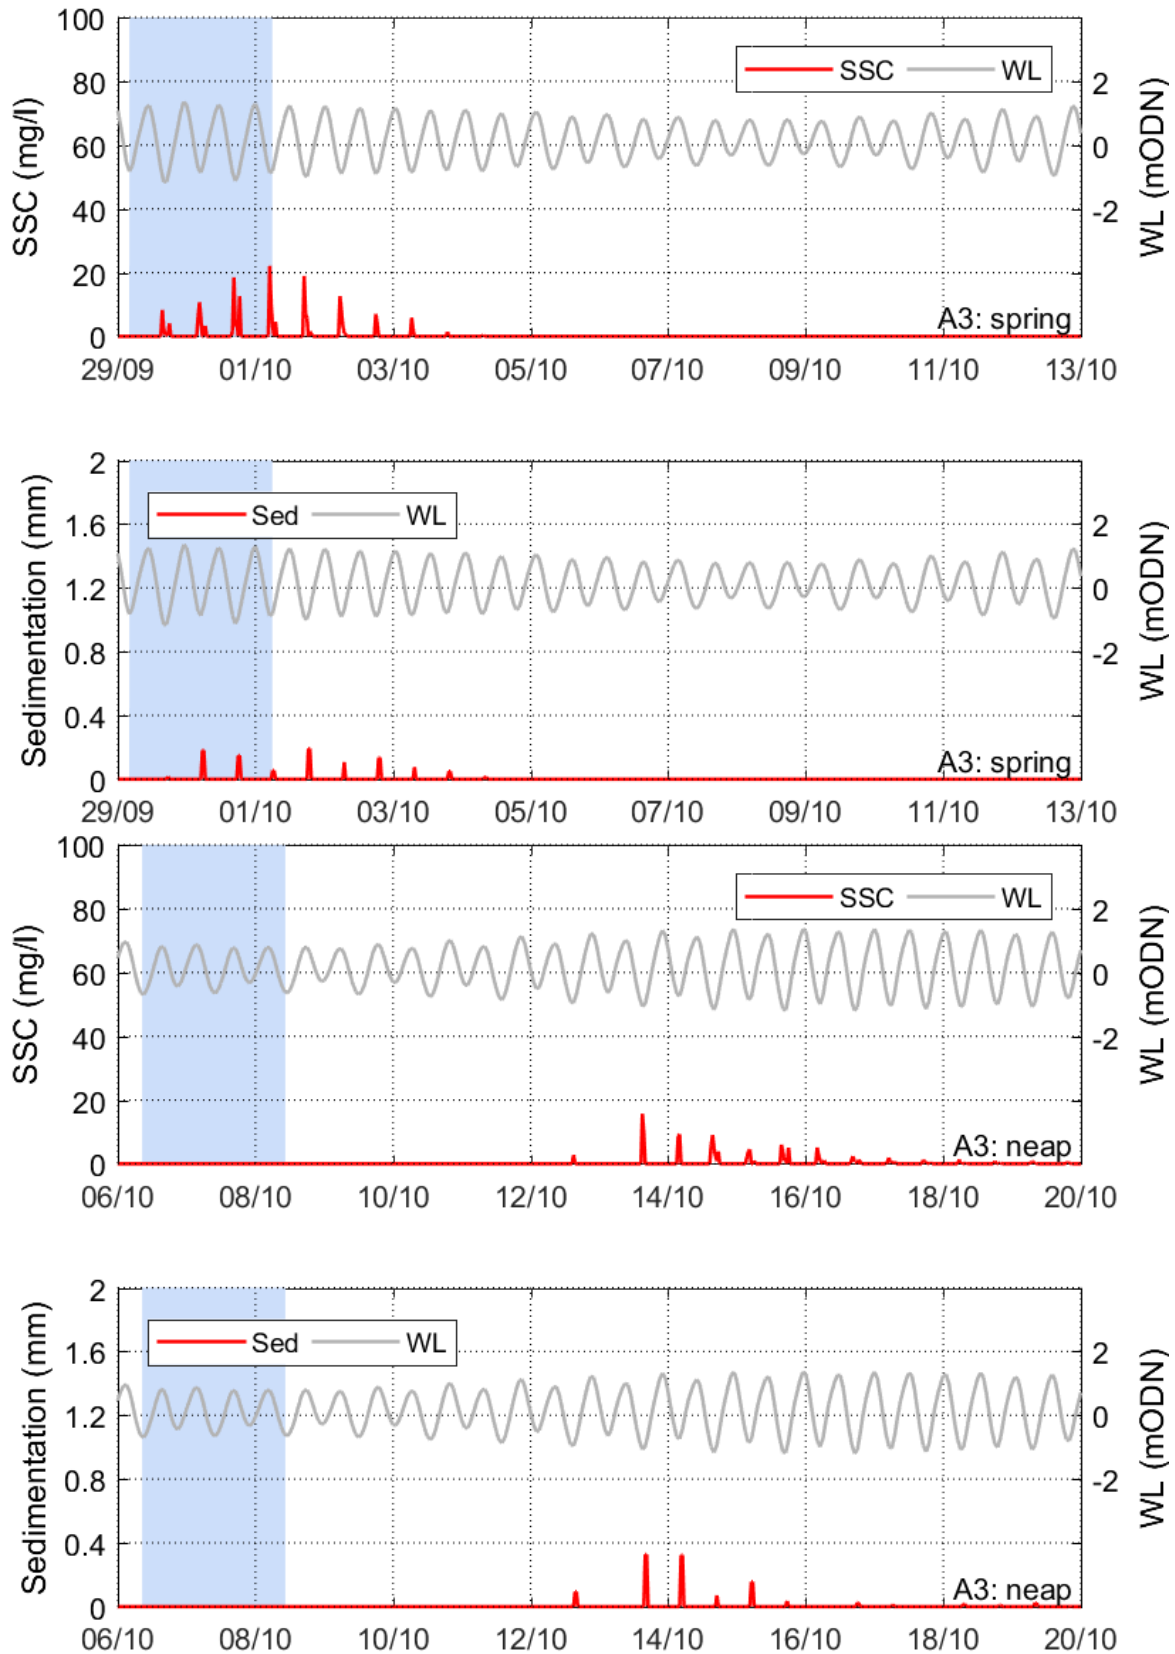 100
80
60
40
20
0
SSC (mg/l)
SSC WL
2
0
-2
WL (mODN)
A3: spring
29/09 01/10 03/10 05/10 07/10 09/10 11/10 13/10
2
1.6
1.2
0.8
0.4
0
Sedimentation (mm)
Sed WL
2
0
-2
WL (mODN)
A3: spring
29/09 01/10 03/10 05/10 07/10 09/10 11/10 13/10
100
80
60
40
20
0
SSC (mg/l)
SSC WL
2
0
-2
WL (mODN)
A3: neap
06/10 08/10 10/10 12/10 14/10 16/10 18/10 20/10
2
1.6
1.2
0.8
0.4
0
Sedimentation (mm)
Sed WL
2
0
-2
WL (mODN)
A3: neap
06/10 08/10 10/10 12/10 14/10 16/10 18/10 20/10